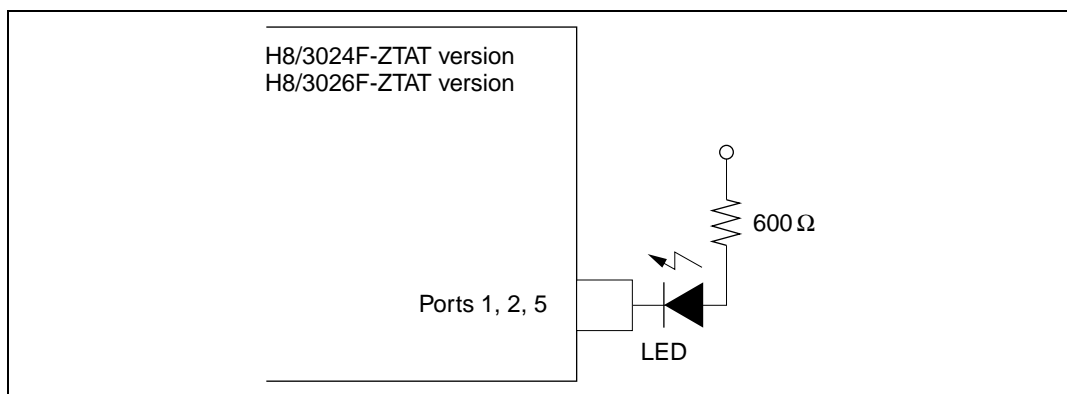 H8/3024F-ZTAT version
H8/3026F-ZTAT version
600 Ω
Ports 1, 2, 5
LED